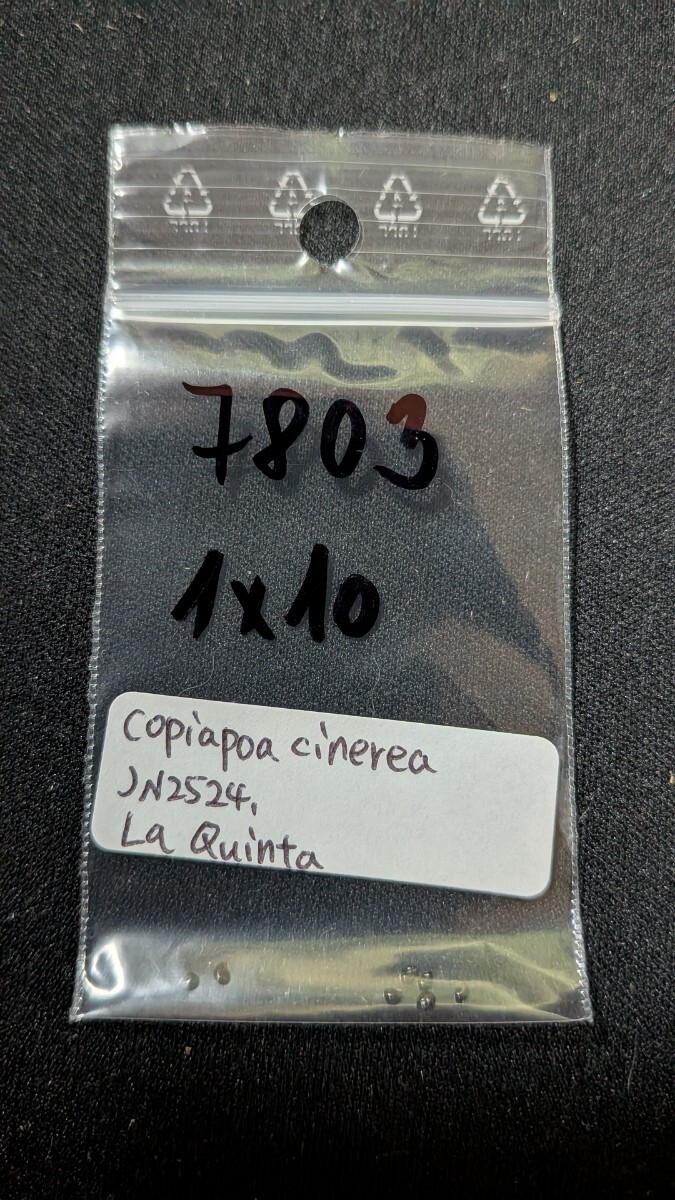 7803
1x10
Copiapoa cinerea
JN2524,
La Quinta